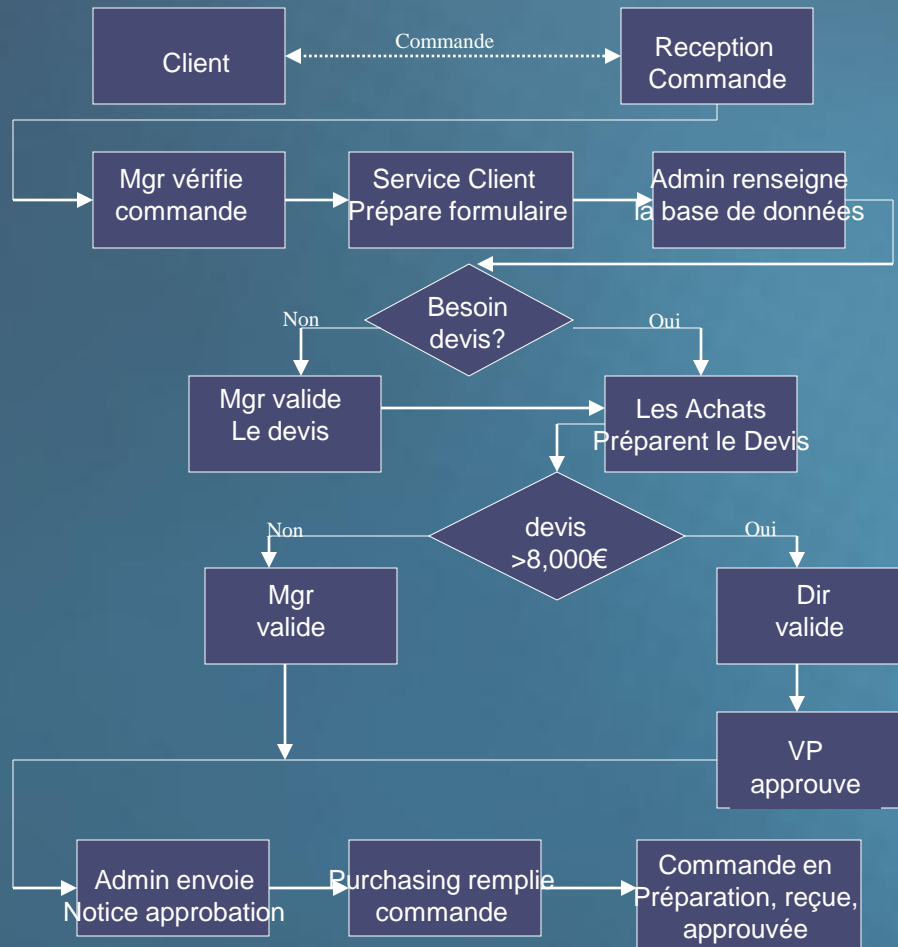 Client
Commande
Reception
Commande
Mgr vérifie
commande
Service Client
Prépare formulaire
Admin renseigne
la base de données
Besoin
devis?
Non
Oui
Mgr valide
Le devis
Les Achats
Préparent le Devis
devis
>8,000€
Non
Oui
Mgr
valide
Dir
valide
VP
approuve
Admin envoie
Notice approbation
Purchasing remplie
commande
Commande en
Préparation, reçue,
approuvée